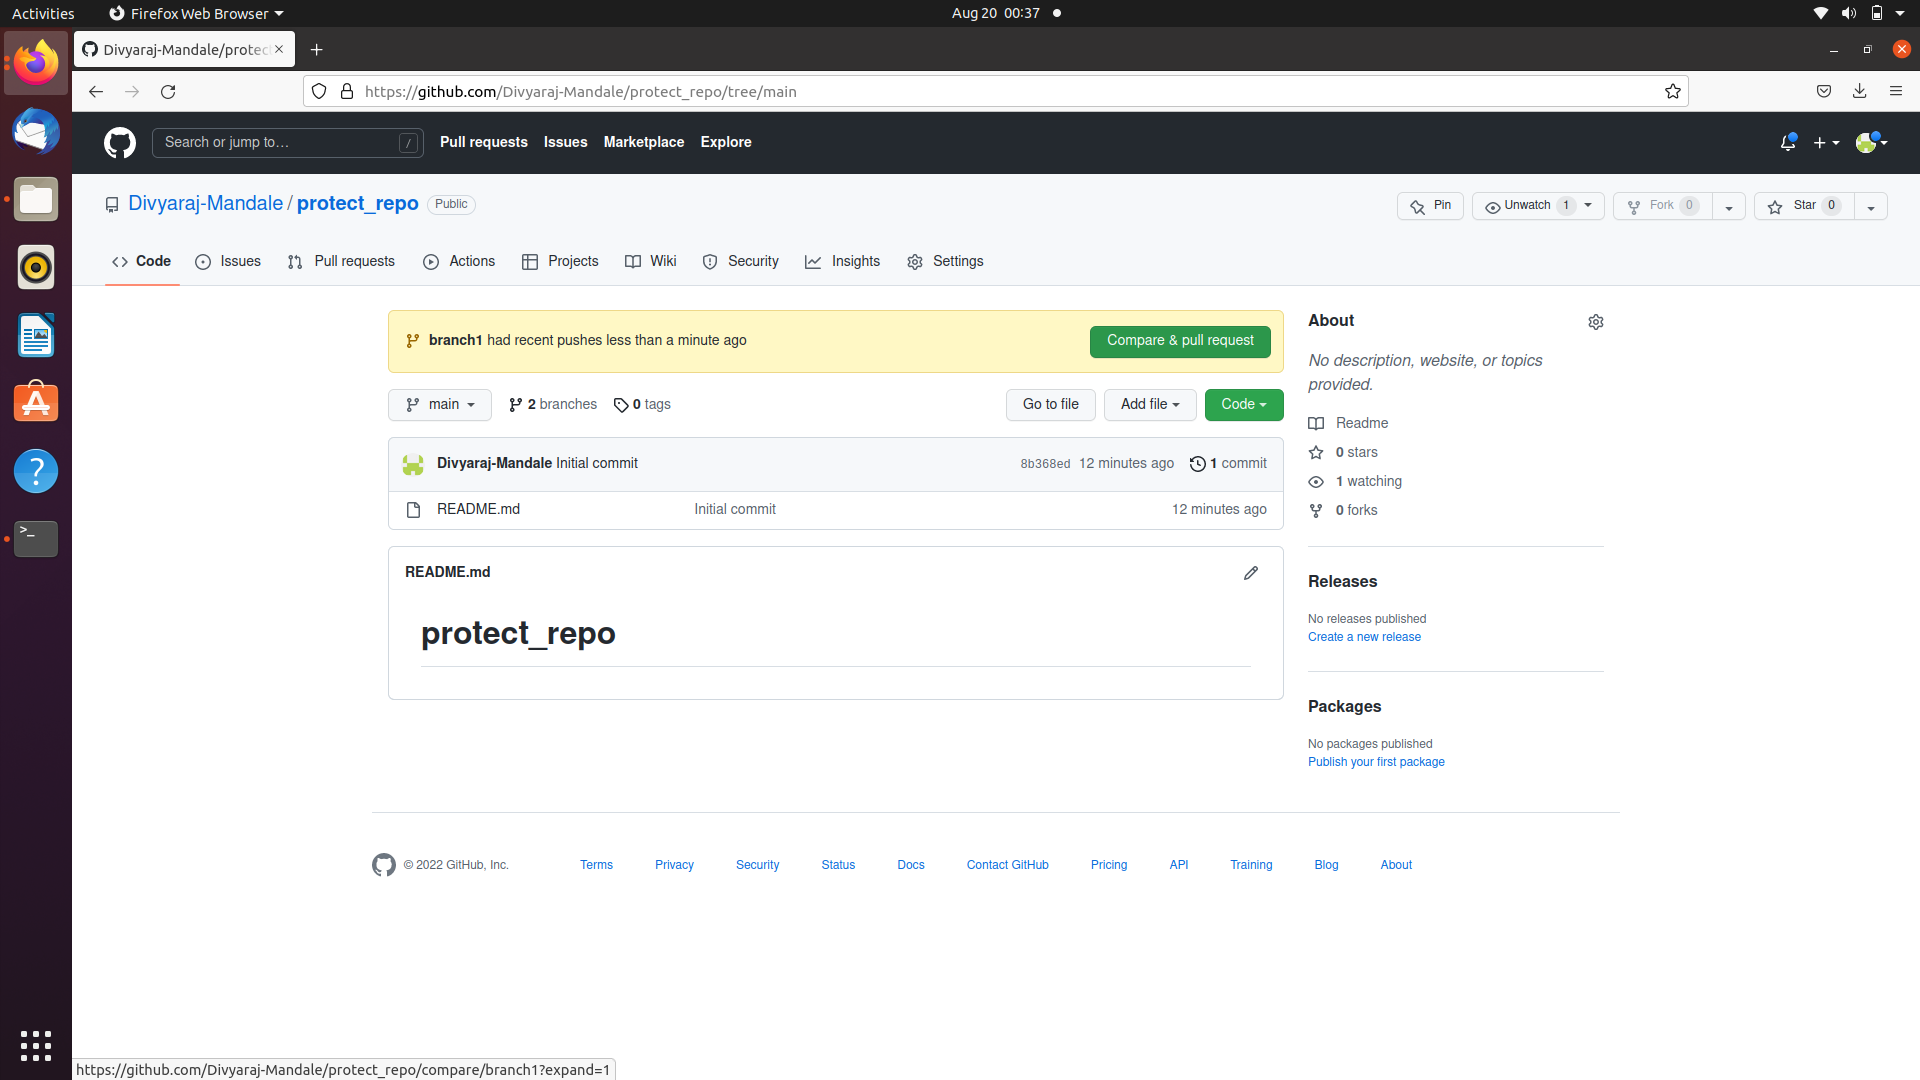 Activities Firefox Web Browser Aug 20 00:37
Divyaraj-Mandale/protec
https://github.com/Divyaraj-Mandale/protect_repo/tree/main
Search or jump to… / Pull requests Issues Marketplace Explore
Divyaraj-Mandale / protect_repo Public Pin Unwatch 1 Fork 0 Star 0
Code Issues Pull requests Actions Projects Wiki Security Insights Settings
branch1 had recent pushes less than a minute ago Compare & pull request
main 2 branches 0 tags Go to file Add file Code
Divyaraj-Mandale Initial commit 8b368ed 12 minutes ago 1 commit
README.md Initial commit 12 minutes ago
README.md
protect_repo
About
No description, website, or topics
provided.
Readme
0 stars
1 watching
0 forks
Releases
No releases published
Create a new release
Packages
No packages published
Publish your first package
© 2022 GitHub, Inc. Terms Privacy Security Status Docs Contact GitHub Pricing API Training Blog About
https://github.com/Divyaraj-Mandale/protect_repo/compare/branch1?expand=1